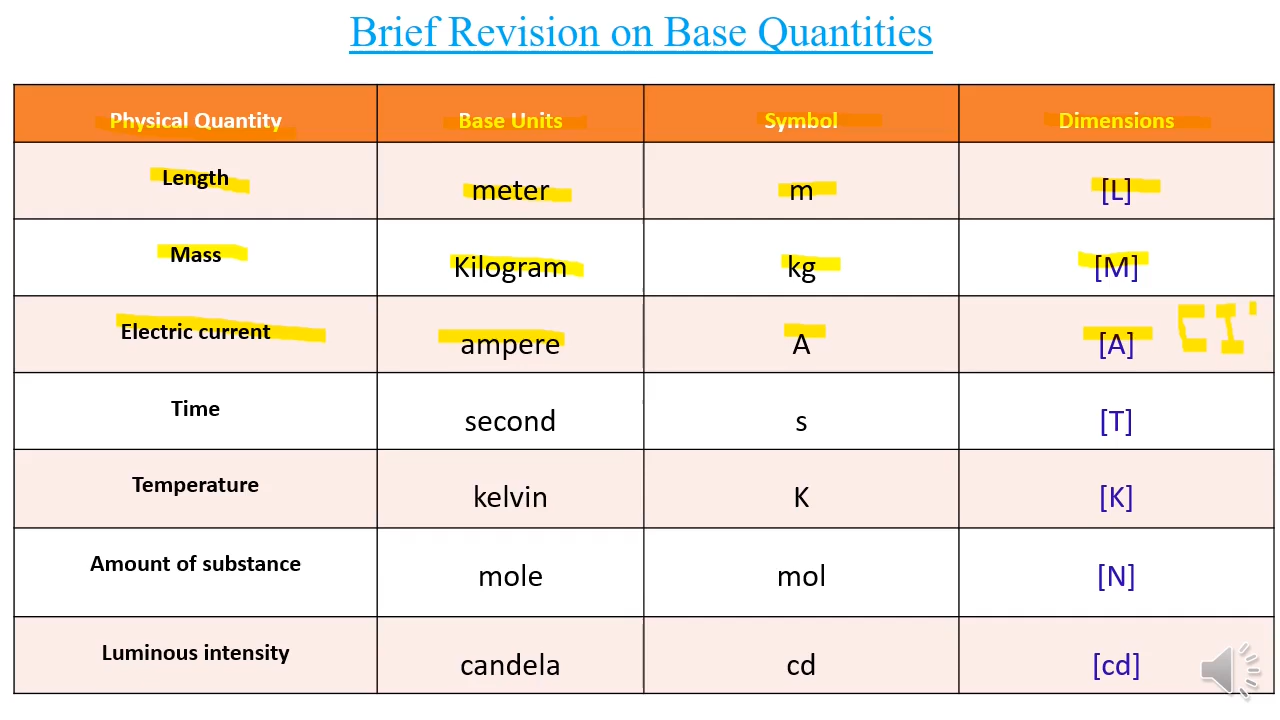 Brief Revision on Base Quantities
Physical Quantity Base Units Symbol Dimensions
Length meter m [L]
Mass Kilogram kg [M]
Electric current ampere A [A]
Time second s [T]
Temperature kelvin K [K]
Amount of substance mole mol [N]
Luminous intensity candela cd [cd]